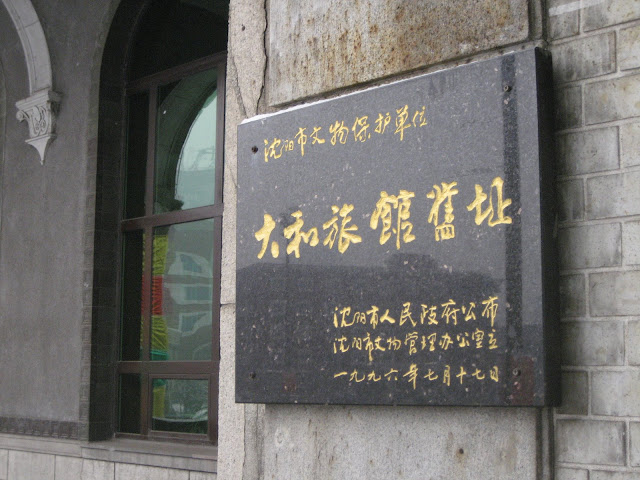 沈阳市文物保护单位
大和旅館舊址
沈阳市人民政府公布
沈阳市文物管理办公室立
一九九六年七月十七日